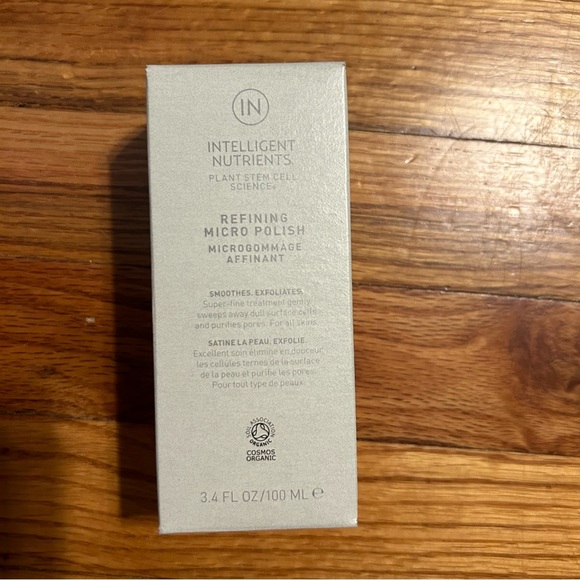 IN
INTELLIGENT
NUTRIENTS
PLANT STEM CELL
SCIENCE®
REFINING
MICRO POLISH
MICROGOMMAGE
AFFINANT
SMOOTHES. EXFOLIATES.
Super-fine treatment gently
sweeps away dull surface cells
and purifies pores. For all skins.
SATINE LA PEAU. EXFOLIE.
Excellent soin élimine en douceur
les cellules ternes de la surface
de la peau et purifie les pores.
Pour tout type de peaux.
SOIL ASSOCIATION
ORGANIC
COSMOS
ORGANIC
3.4 FL OZ/100 ML ℮